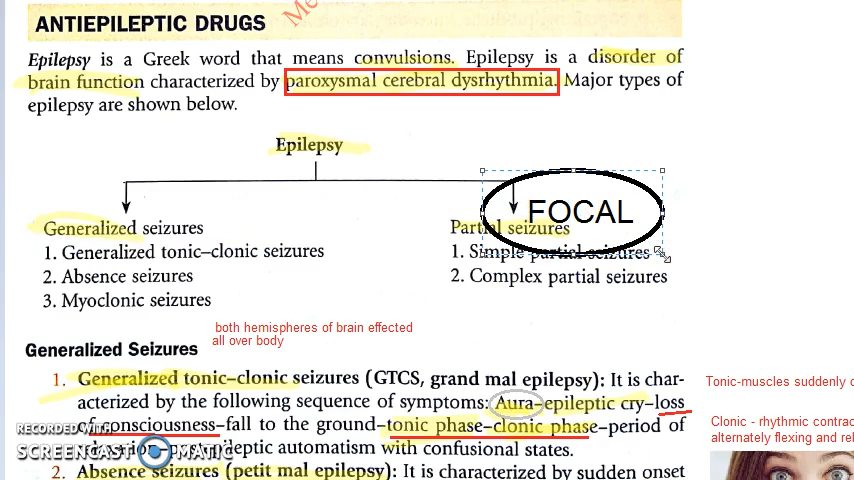 Me
ANTIEPILEPTIC DRUGS
Epilepsy is a Greek word that means convulsions. Epilepsy is a disorder of
brain function characterized by paroxysmal cerebral dysrhythmia. Major types of
epilepsy are shown below.
Epilepsy
FOCAL
Generalized seizures
Partial seizures
1. Generalized tonic–clonic seizures
1. Simple partial seizures
2. Absence seizures
2. Complex partial seizures
3. Myoclonic seizures
both hemispheres of brain effected
all over body
Generalized Seizures
1. Generalized tonic–clonic seizures (GTCS, grand mal epilepsy): It is char-
Tonic-muscles suddenly
acterized by the following sequence of symptoms: Aura–epileptic cry–loss
of consciousness–fall to the ground–tonic phase–clonic phase–period of
Clonic - rhythmic contrac
alternately flexing and rel
RECORDED WITH
SCREENCAST MATIC
automatism with confusional states.
2. Absence seizures (petit mal epilepsy): It is characterized by sudden onset